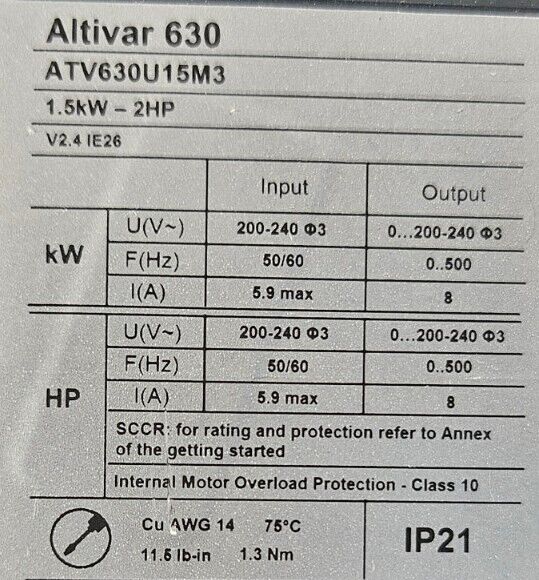 Altivar 630
ATV630U15M3
1.5kW – 2HP
V2.4 IE26
Input Output
kW
U(V~) 200-240 Φ3 0...200-240 Φ3
F(Hz) 50/60 0..500
I(A) 5.9 max 8
HP
U(V~) 200-240 Φ3 0...200-240 Φ3
F(Hz) 50/60 0..500
I(A) 5.9 max 8
SCCR: for rating and protection refer to Annex
of the getting started
Internal Motor Overload Protection - Class 10
Cu AWG 14 75°C
11.5 lb-in 1.3 Nm
IP21